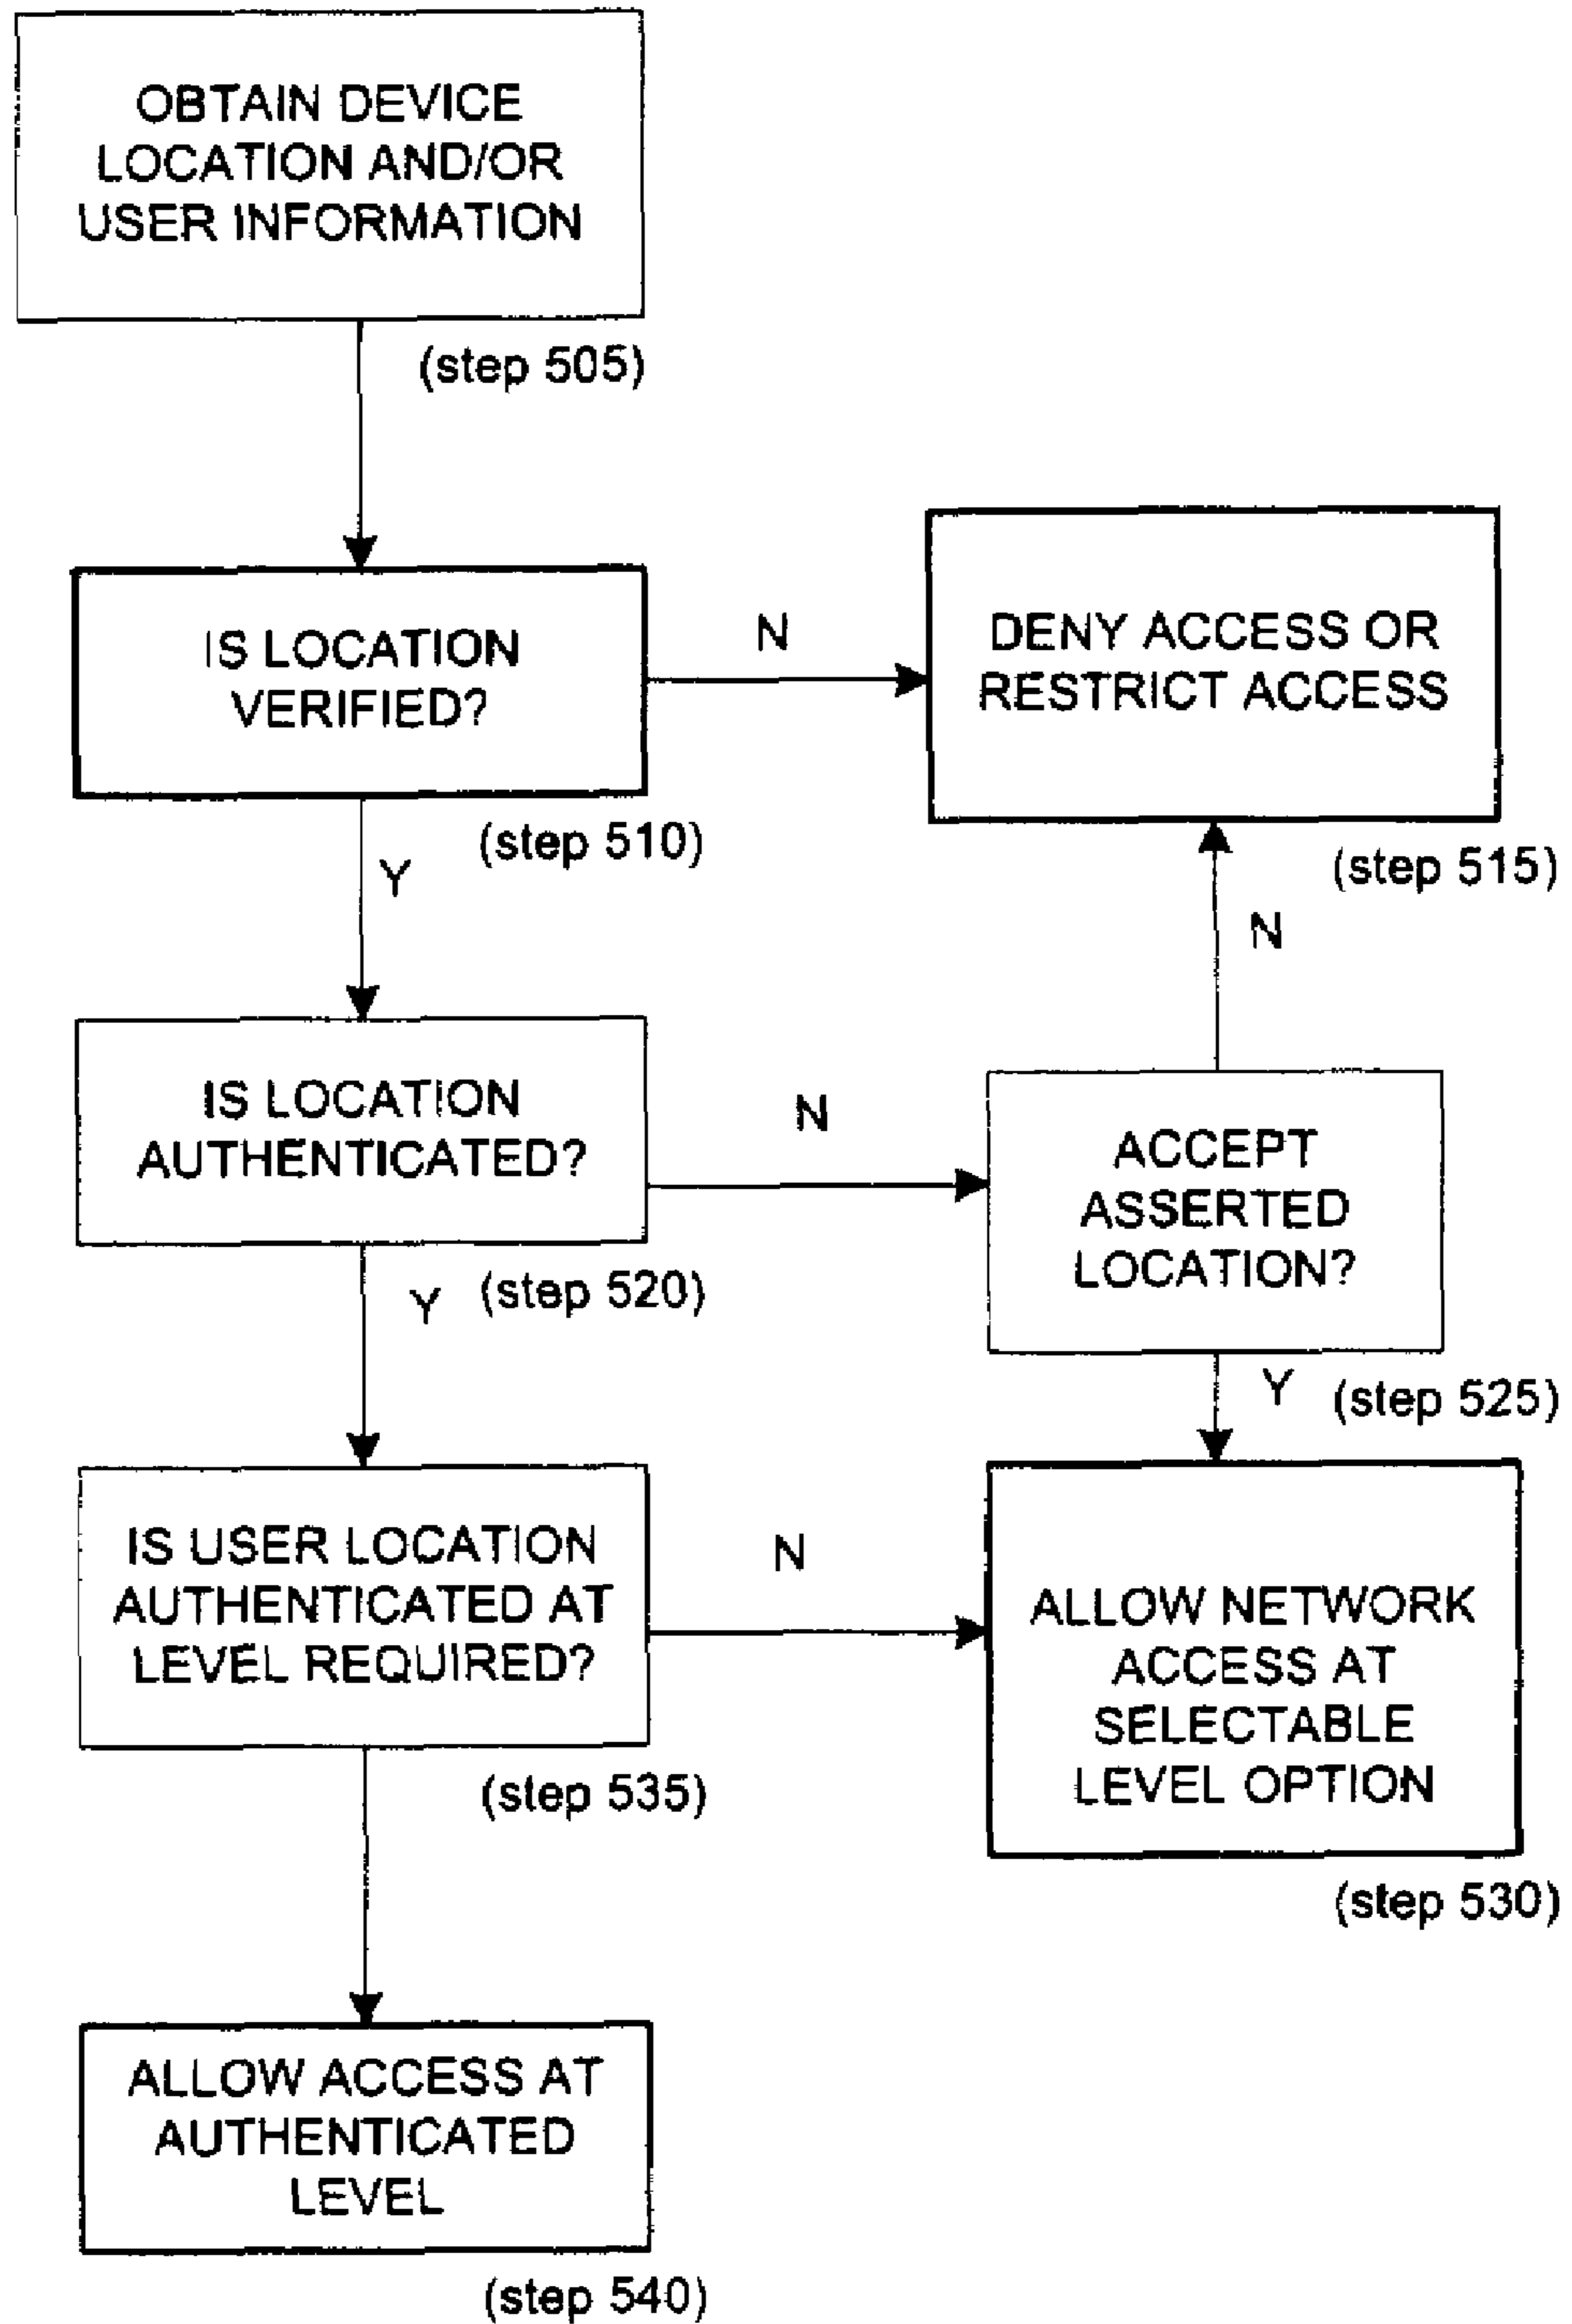 OBTAIN DEVICE
LOCATION AND/OR
USER INFORMATION
(step 505)
IS LOCATION
VERIFIED?
(step 510)
N
DENY ACCESS OR
RESTRICT ACCESS
(step 515)
Y
N
IS LOCATION
AUTHENTICATED?
(step 520)
N
ACCEPT
ASSERTED
LOCATION?
(step 525)
Y
Y
IS USER LOCATION
AUTHENTICATED AT
LEVEL REQUIRED?
(step 535)
N
ALLOW NETWORK
ACCESS AT
SELECTABLE
LEVEL OPTION
(step 530)
ALLOW ACCESS AT
AUTHENTICATED
LEVEL
(step 540)